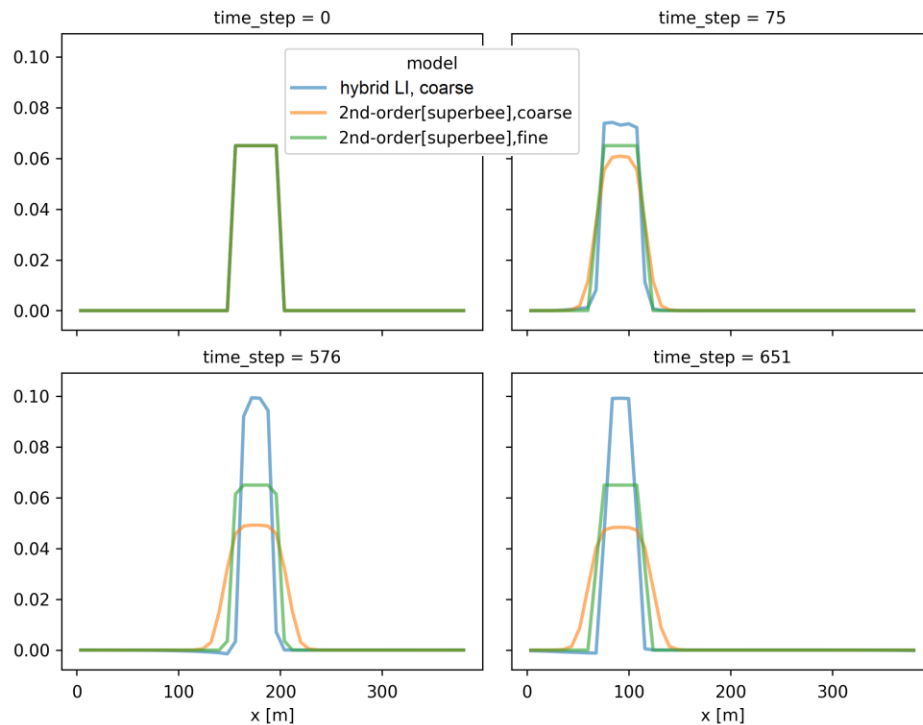 time_step = 0
time_step = 75
0.10
0.08
0.06
0.04
0.02
0.00
model
hybrid LI, coarse
2nd-order[superbee],coarse
2nd-order[superbee],fine
time_step = 576
time_step = 651
0.10
0.08
0.06
0.04
0.02
0.00
0
100
200
300
0
100
200
300
x [m]
x [m]